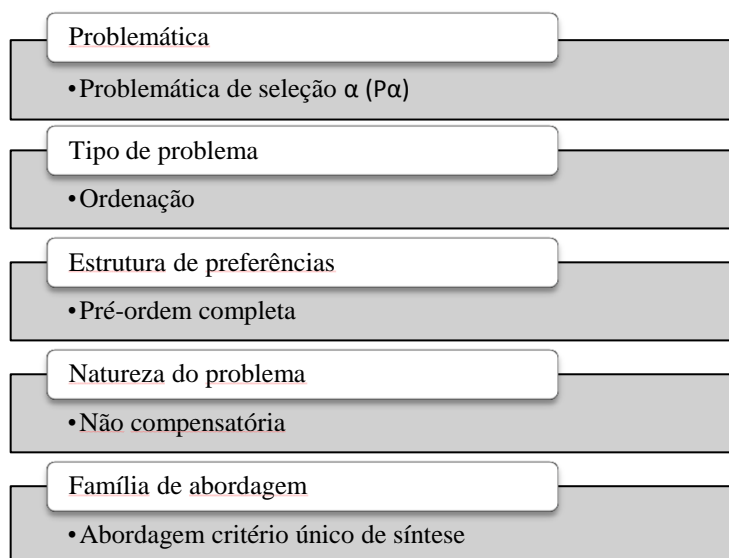 Problemática
•Problemática de seleção α (Pα)
Tipo de problema
•Ordenação
Estrutura de preferências
•Pré-ordem completa
Natureza do problema
•Não compensatória
Família de abordagem
•Abordagem critério único de síntese